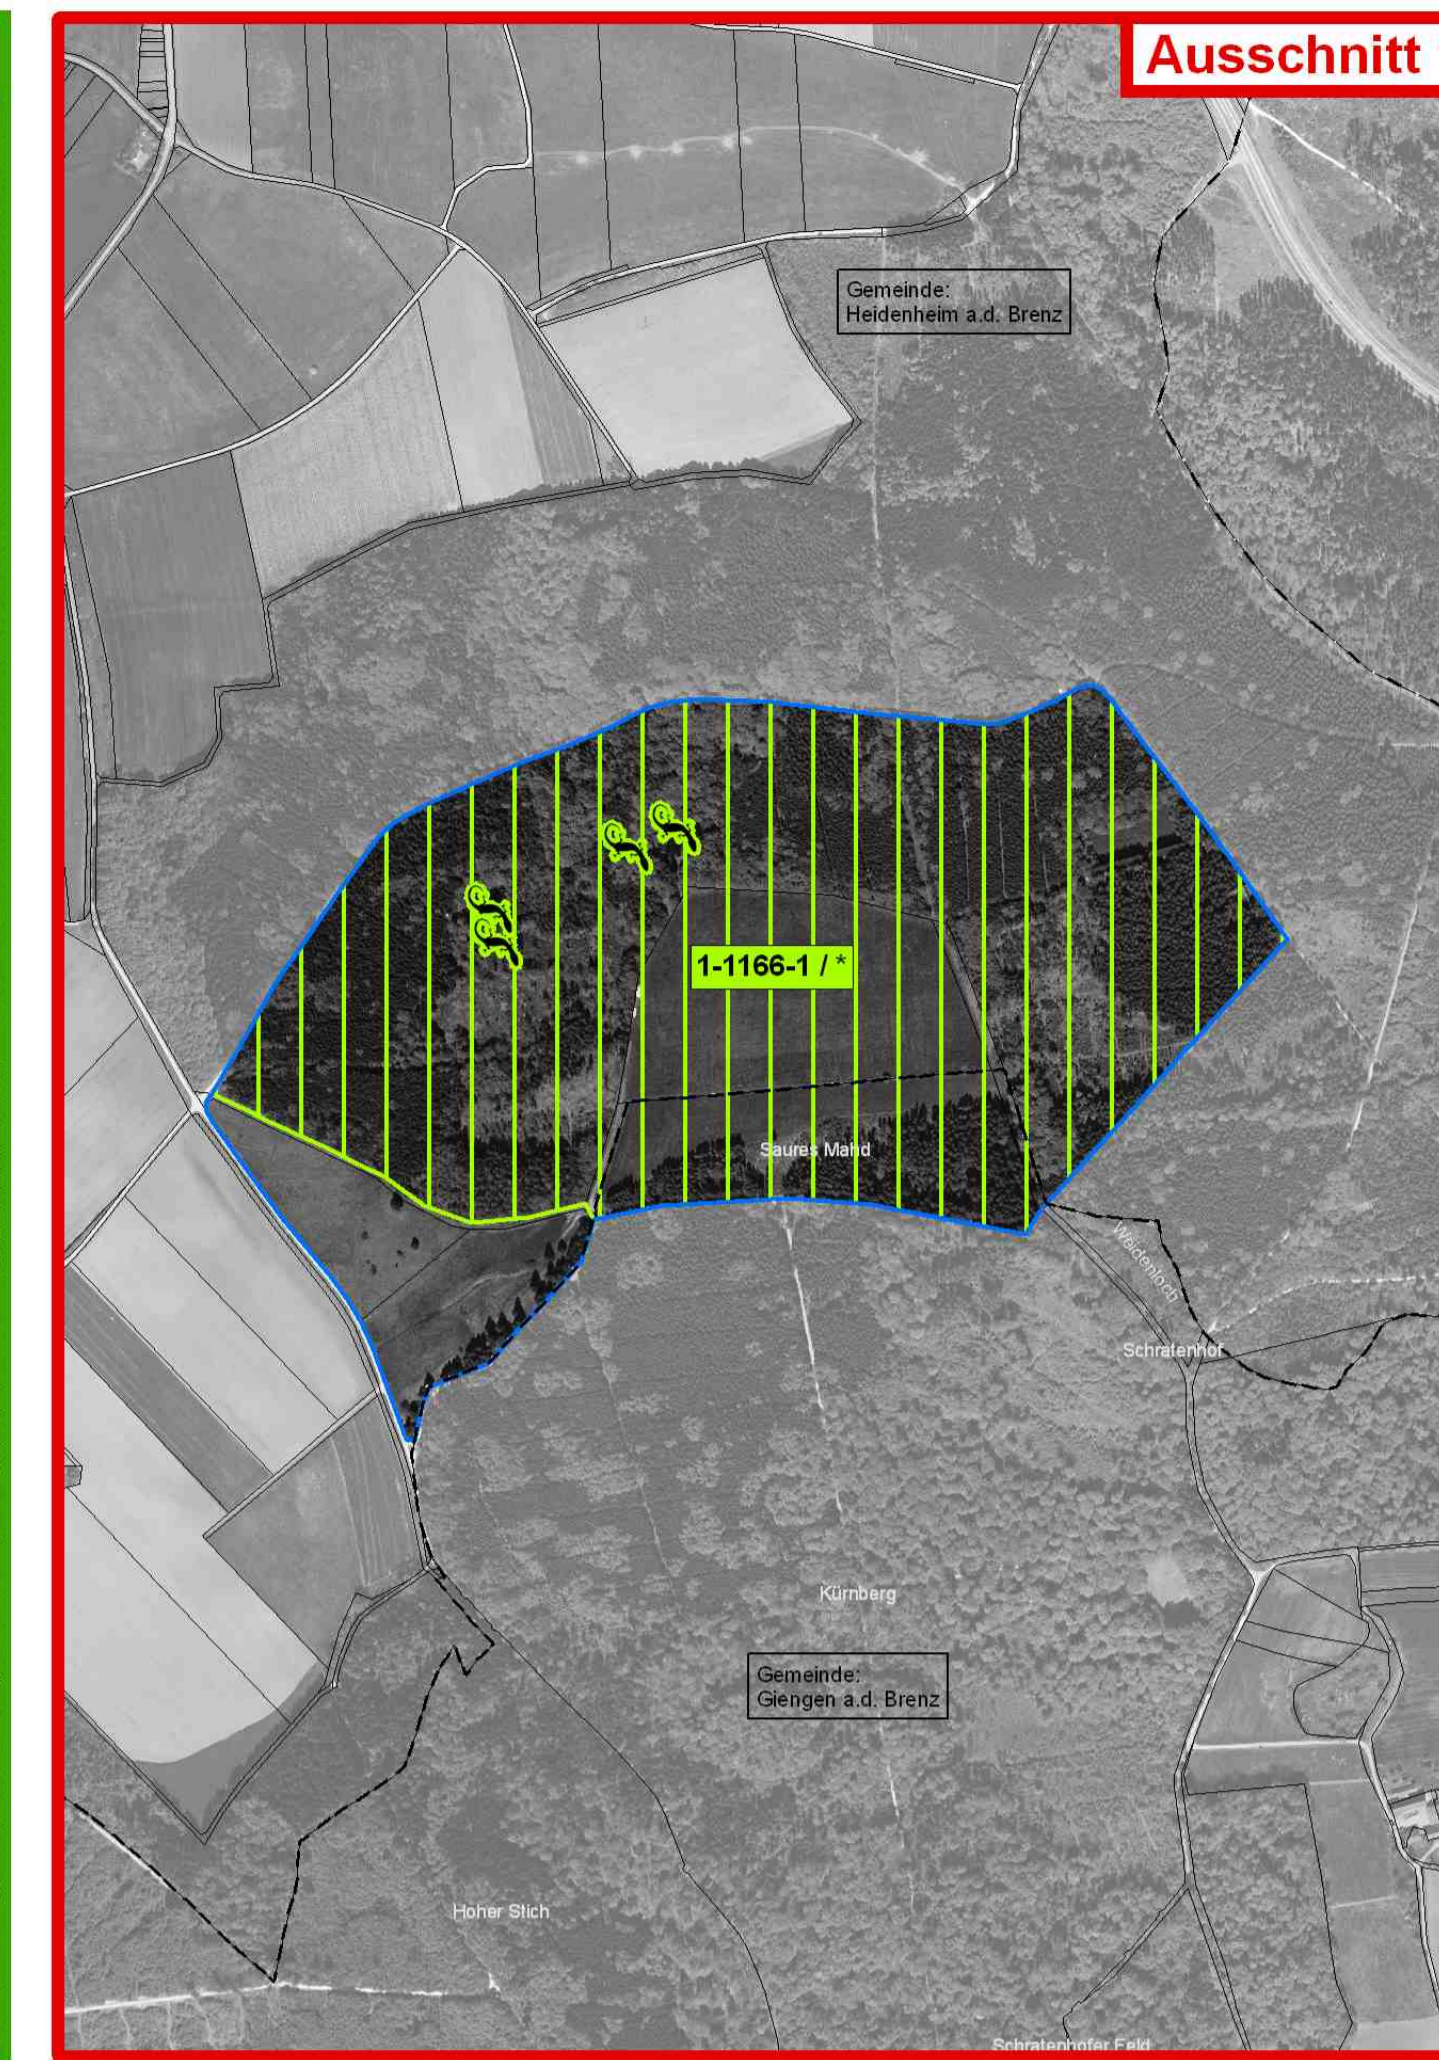 Ausschnitt
Gemeinde:
Heidenheim a.d. Brenz
1-1166-1 / *
Saures Mahd
Weidenloch
Schratenhof
Kürnberg
Gemeinde:
Giengen a.d. Brenz
Hoher Stich
Schratenhofer Feld